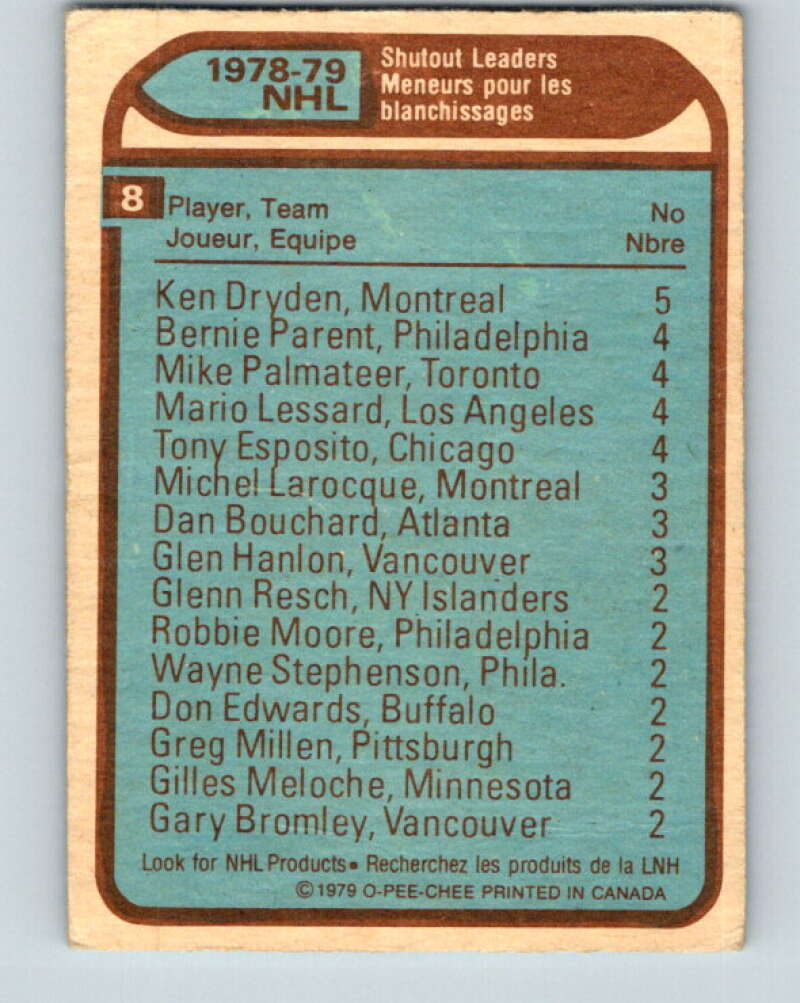 1978-79 NHL
Shutout Leaders
Meneurs pour les
blanchissages
8
Player, Team No
Joueur, Equipe Nbre
Ken Dryden, Montreal 5
Bernie Parent, Philadelphia 4
Mike Palmateer, Toronto 4
Mario Lessard, Los Angeles 4
Tony Esposito, Chicago 4
Michel Larocque, Montreal 3
Dan Bouchard, Atlanta 3
Glen Hanlon, Vancouver 3
Glenn Resch, NY Islanders 2
Robbie Moore, Philadelphia 2
Wayne Stephenson, Phila. 2
Don Edwards, Buffalo 2
Greg Millen, Pittsburgh 2
Gilles Meloche, Minnesota 2
Gary Bromley, Vancouver 2
Look for NHL Products • Recherchez les produits de la LNH
©1979 O-PEE-CHEE PRINTED IN CANADA